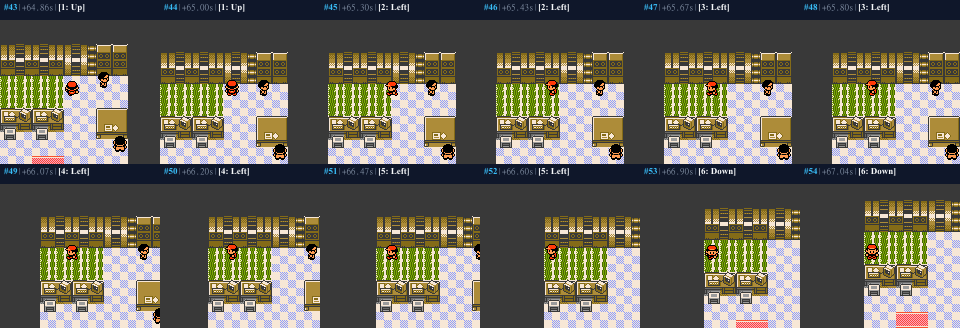 #43|+64.86s|[1: Up]
#44|+65.00s|[1: Up]
#45|+65.30s|[2: Left]
#46|+65.43s|[2: Left]
#47|+65.67s|[3: Left]
#48|+65.80s|[3: Left]
#49|+66.07s|[4: Left]
#50|+66.20s|[4: Left]
#51|+66.47s|[5: Left]
#52|+66.60s|[5: Left]
#53|+66.90s|[6: Down]
#54|+67.04s|[6: Down]